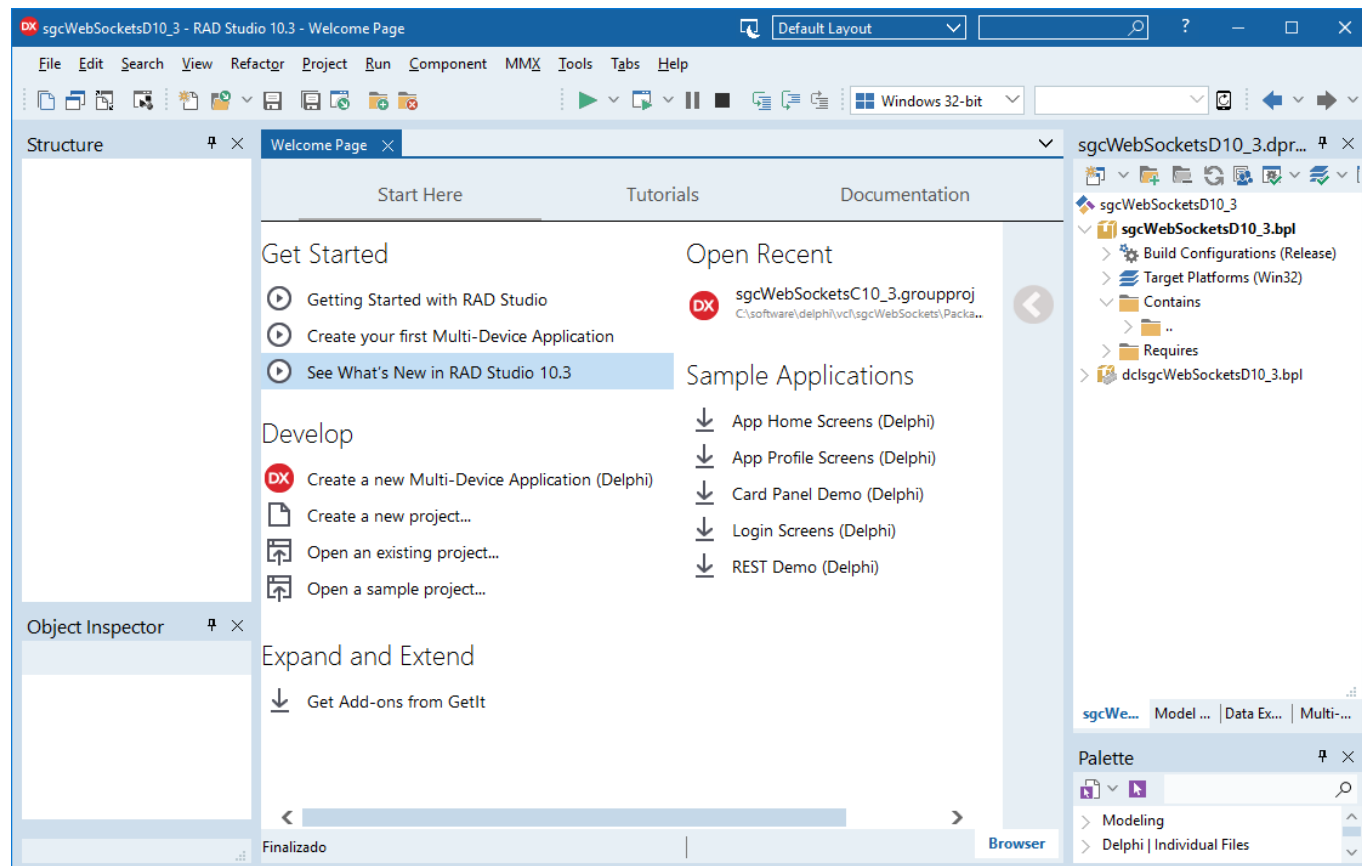 DX sgcWebSocketsD10_3 - RAD Studio 10.3 - Welcome Page
Default Layout
?
File Edit Search View Refactor Project Run Component MMX Tools Tabs Help
Windows 32-bit
Structure
Welcome Page
sgcWebSocketsD10_3.dpr...
Start Here Tutorials Documentation
Get Started
Getting Started with RAD Studio
Create your first Multi-Device Application
See What's New in RAD Studio 10.3
Develop
DX Create a new Multi-Device Application (Delphi)
Create a new project...
Open an existing project...
Open a sample project...
Expand and Extend
Get Add-ons from GetIt
Open Recent
DX sgcWebSocketsC10_3.groupproj
C:\software\delphi\vcl\sgcWebSockets\Packa..
Sample Applications
App Home Screens (Delphi)
App Profile Screens (Delphi)
Card Panel Demo (Delphi)
Login Screens (Delphi)
REST Demo (Delphi)
Finalizado
Browser
Object Inspector
sgcWebSocketsD10_3
sgcWebSocketsD10_3.bpl
Build Configurations (Release)
Target Platforms (Win32)
Contains
..
Requires
dclsgcWebSocketsD10_3.bpl
sgcWe... Model ... Data Ex... Multi-...
Palette
Modeling
Delphi | Individual Files